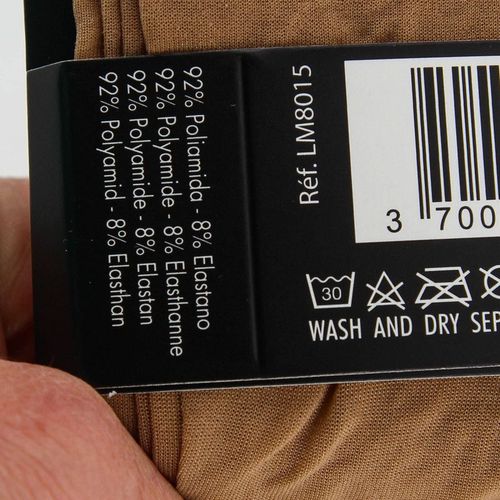 92% Poliamida - 8% Elastano
92% Polyamide - 8% Elasthanne
92% Polyamide - 8% Elastan
92% Polyamid - 8% Elasthan
Réf. LM8015
3 700
30
WASH AND DRY SEP